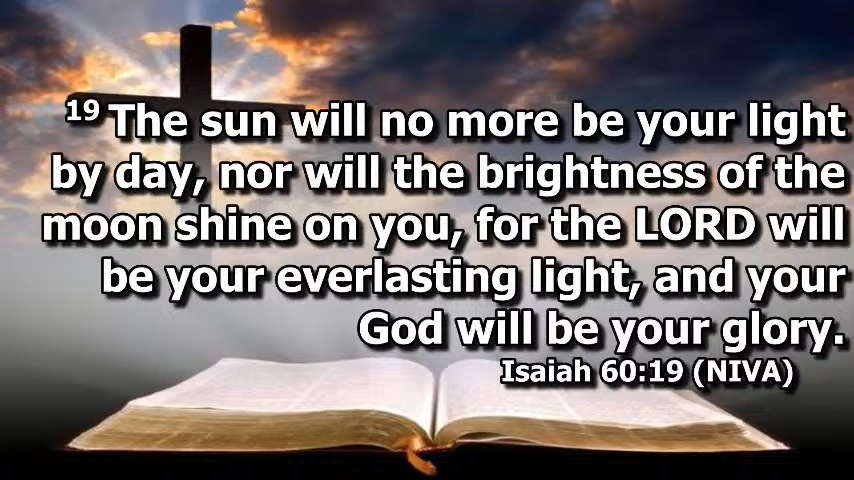 19 The sun will no more be your light
by day, nor will the brightness of the
moon shine on you, for the LORD will
be your everlasting light, and your
God will be your glory.
Isaiah 60:19 (NIVA)